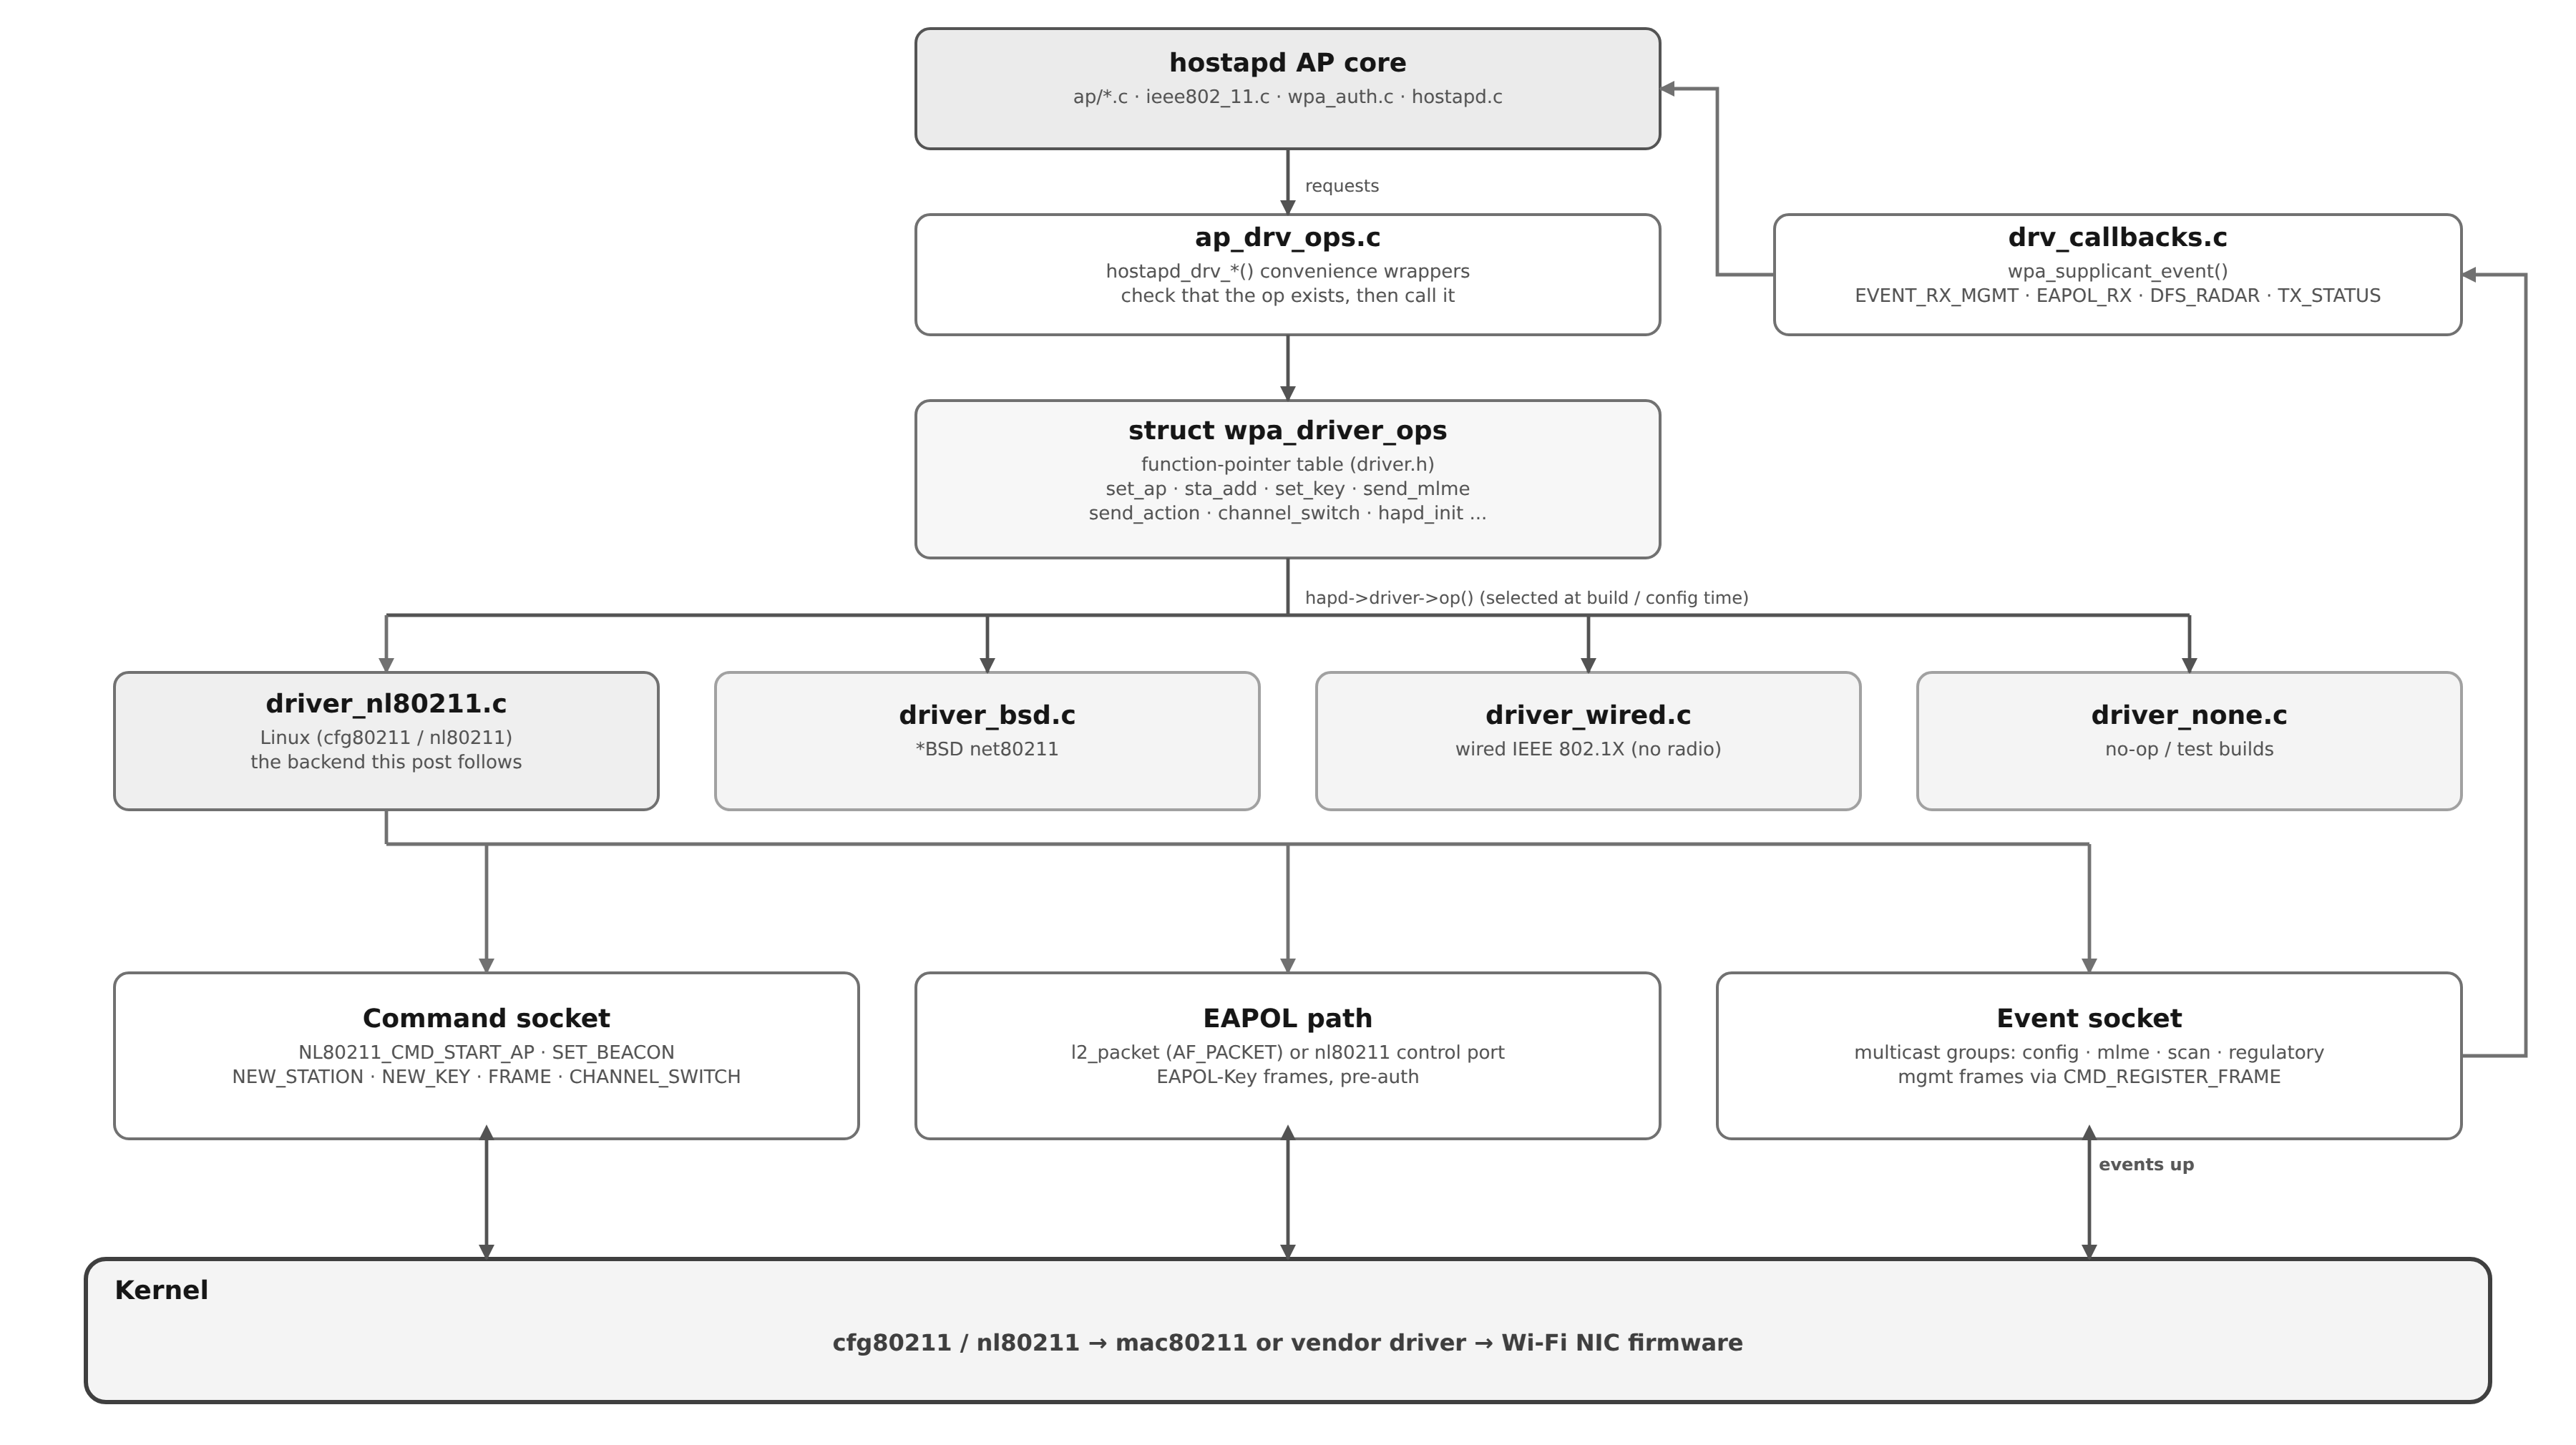 hostapd AP core
ap/*.c · ieee802_11.c · wpa_auth.c · hostapd.c
requests
ap_drv_ops.c
hostapd_drv_*() convenience wrappers
check that the op exists, then call it
drv_callbacks.c
wpa_supplicant_event()
EVENT_RX_MGMT · EAPOL_RX · DFS_RADAR · TX_STATUS
struct wpa_driver_ops
function-pointer table (driver.h)
set_ap · sta_add · set_key · send_mlme
send_action · channel_switch · hapd_init ...
hapd->driver->op() (selected at build / config time)
driver_nl80211.c
Linux (cfg80211 / nl80211)
the backend this post follows
driver_bsd.c
*BSD net80211
driver_wired.c
wired IEEE 802.1X (no radio)
driver_none.c
no-op / test builds
Command socket
NL80211_CMD_START_AP · SET_BEACON
NEW_STATION · NEW_KEY · FRAME · CHANNEL_SWITCH
EAPOL path
l2_packet (AF_PACKET) or nl80211 control port
EAPOL-Key frames, pre-auth
Event socket
multicast groups: config · mlme · scan · regulatory
mgmt frames via CMD_REGISTER_FRAME
events up
Kernel
cfg80211 / nl80211 → mac80211 or vendor driver → Wi-Fi NIC firmware